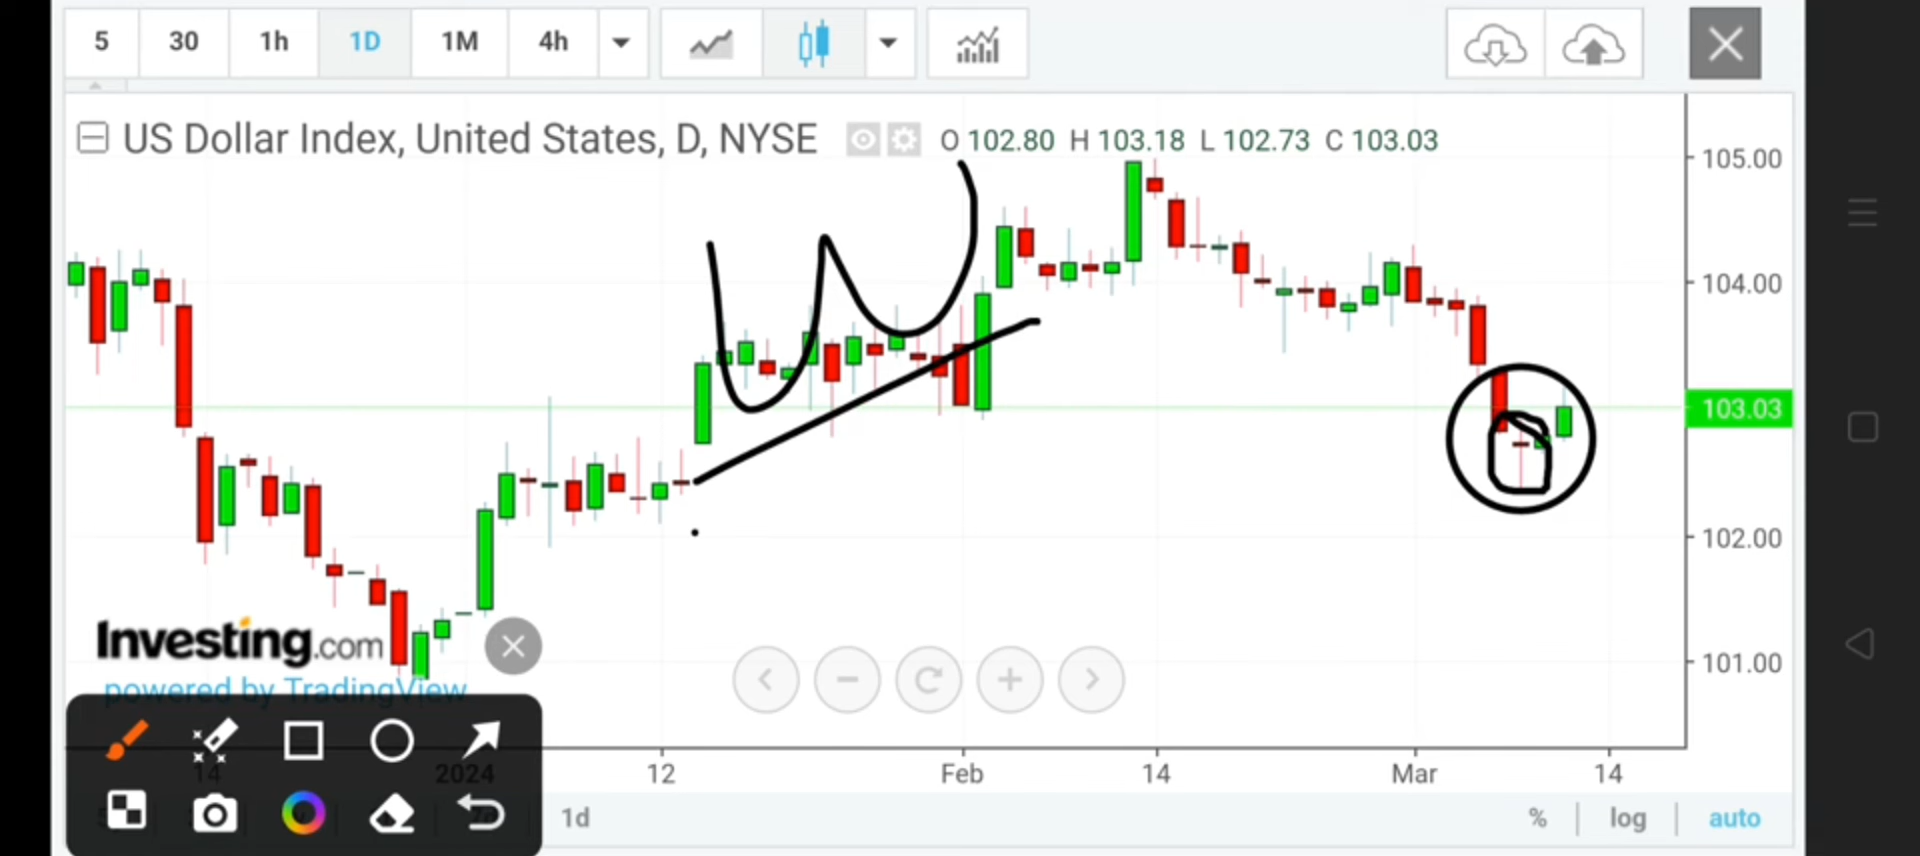 5 30 1h 1D 1M 4h
US Dollar Index, United States, D, NYSE O 102.80 H 103.18 L 102.73 C 103.03
105.00
104.00
103.03
102.00
101.00
Investing.com
powered by TradingView
14 2024 12 Feb 14 Mar 14
1d % log auto